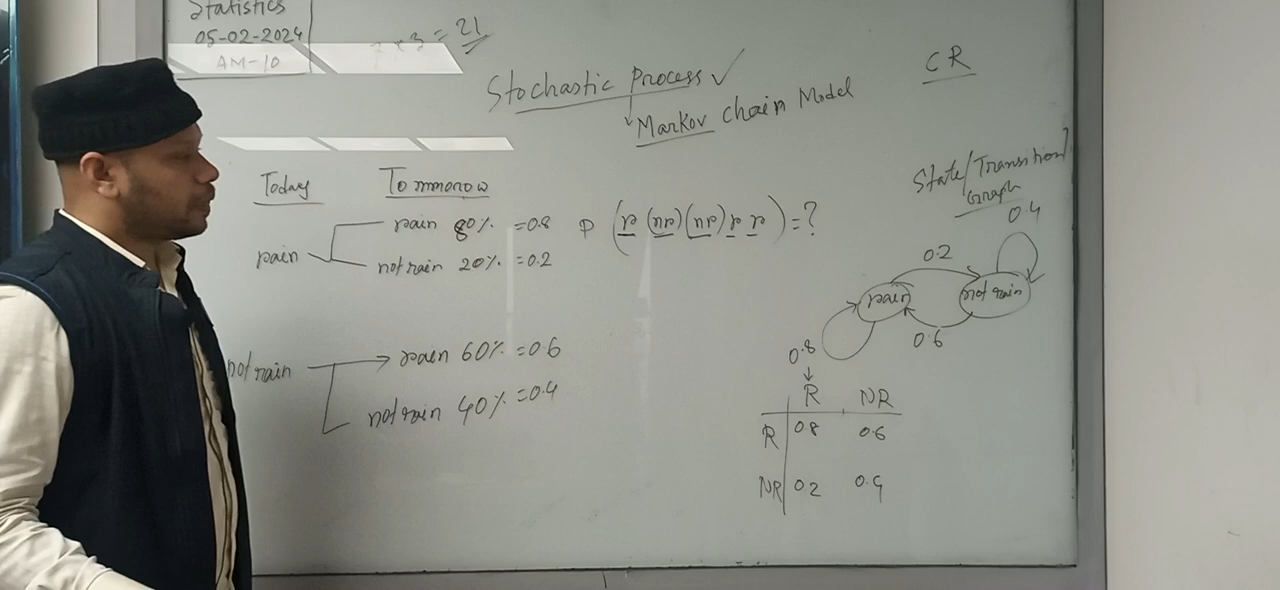 Statistics
05-02-2024
AM-10
7 × 3 = 21
Stochastic Process ✓
↓ Markov Chain Model
CR
Today
Tommorow
rain
rain 80% = 0.8
not rain 20% = 0.2
P (r (nr) (nr) r r) = ?
not rain
rain 60% = 0.6
not rain 40% = 0.4
State/Transition
Graph
0.4
0.2
rain
not rain
0.6
0.8
↓
R NR
R 0.8 0.6
NR 0.2 0.4